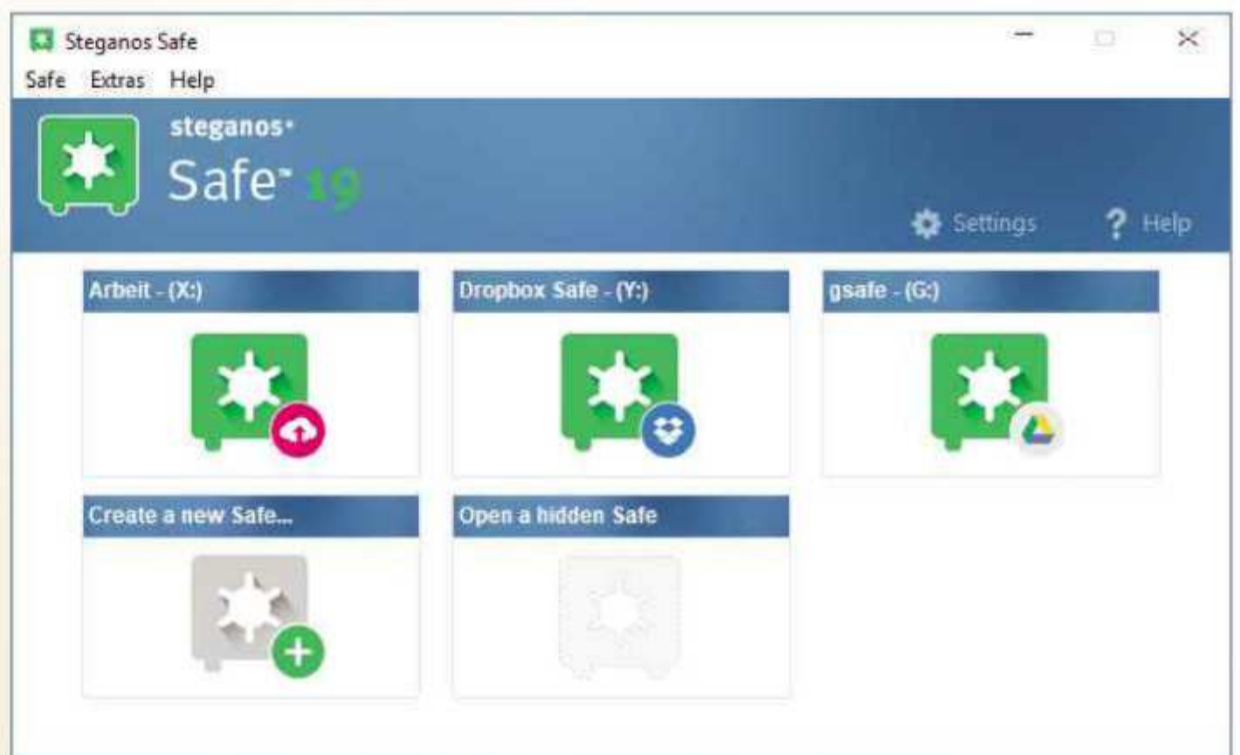 Steganos Safe
Safe Extras Help
steganos
Safe™ 19
Settings ? Help
Arbeit - (X:)
Dropbox Safe - (Y:)
gsafe - (G:)
Create a new Safe...
Open a hidden Safe